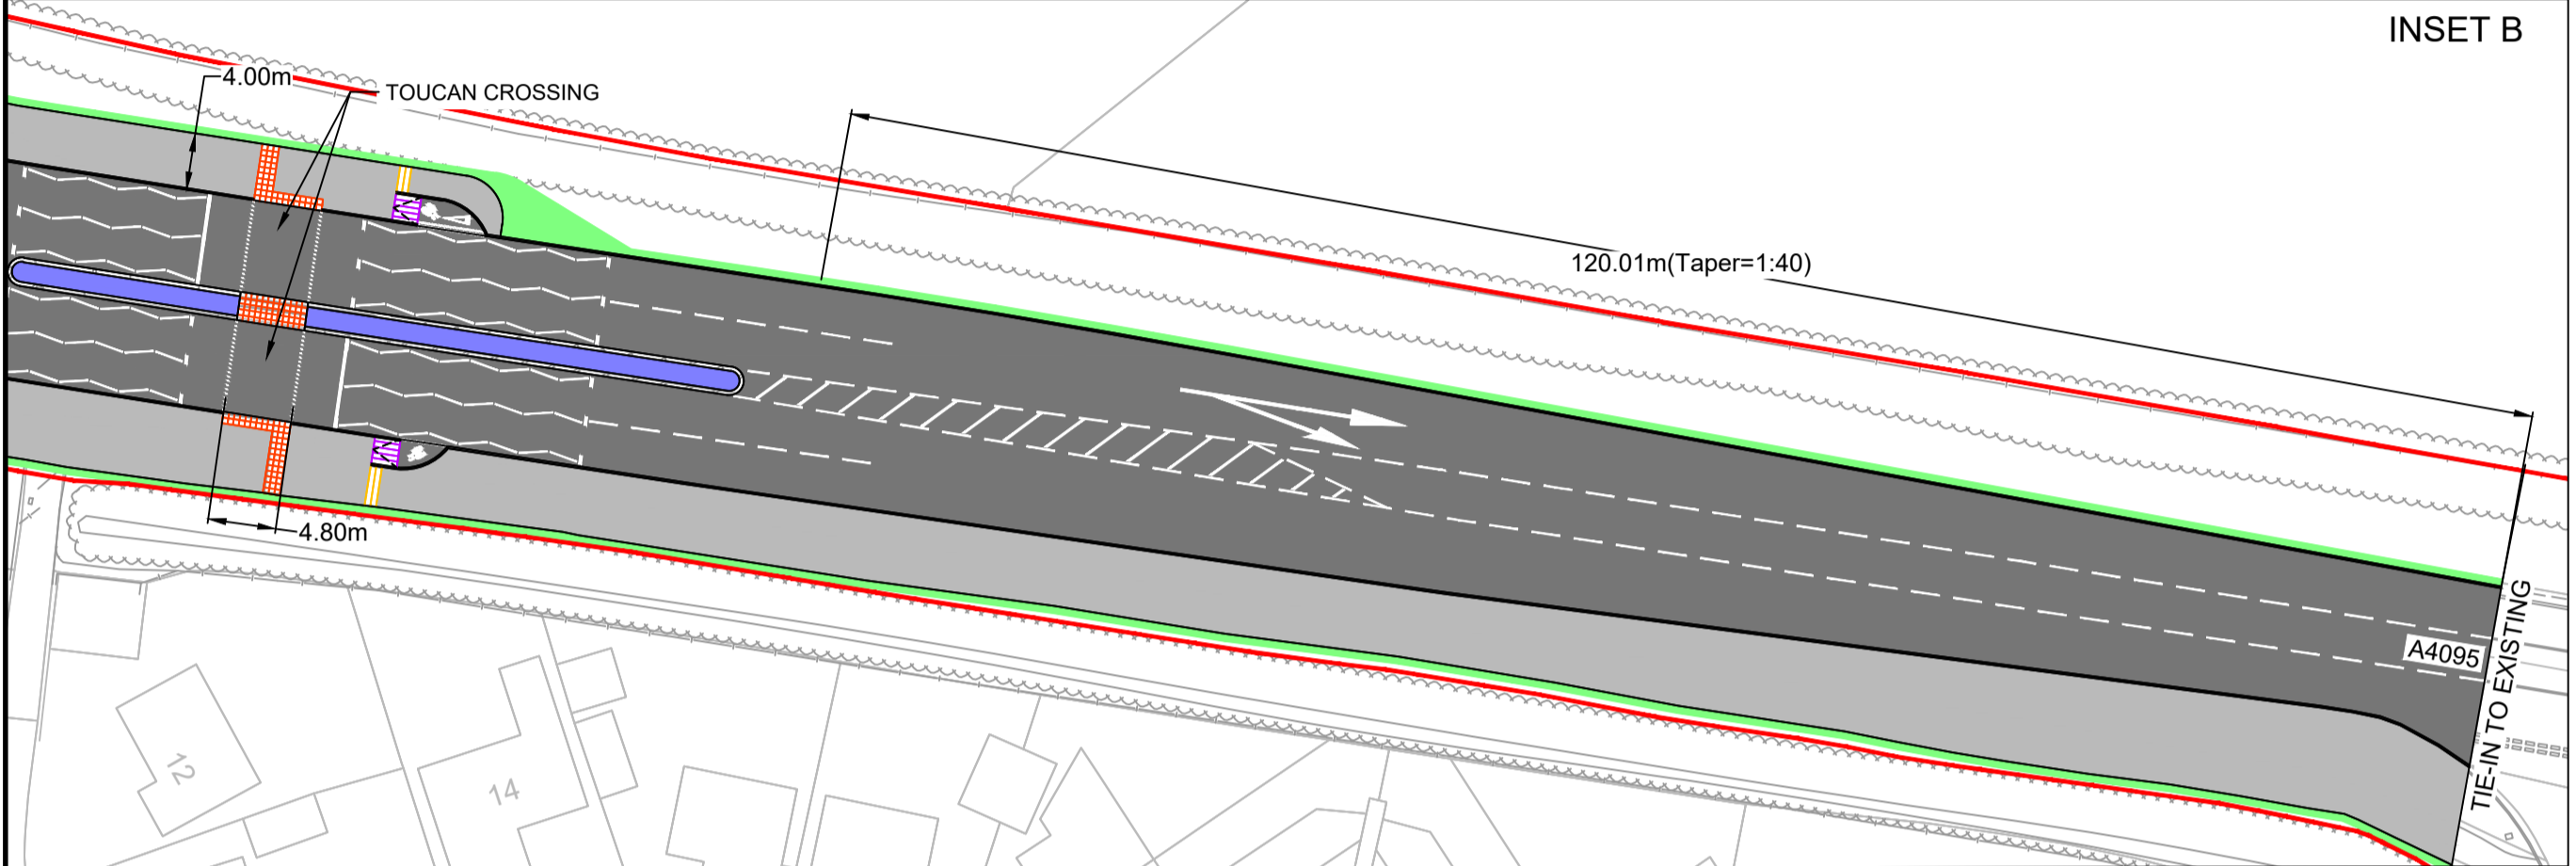 INSET B
4.00m
TOUCAN CROSSING
120.01m(Taper=1:40)
4.80m
A4095
TIE-IN TO EXISTING
12
14